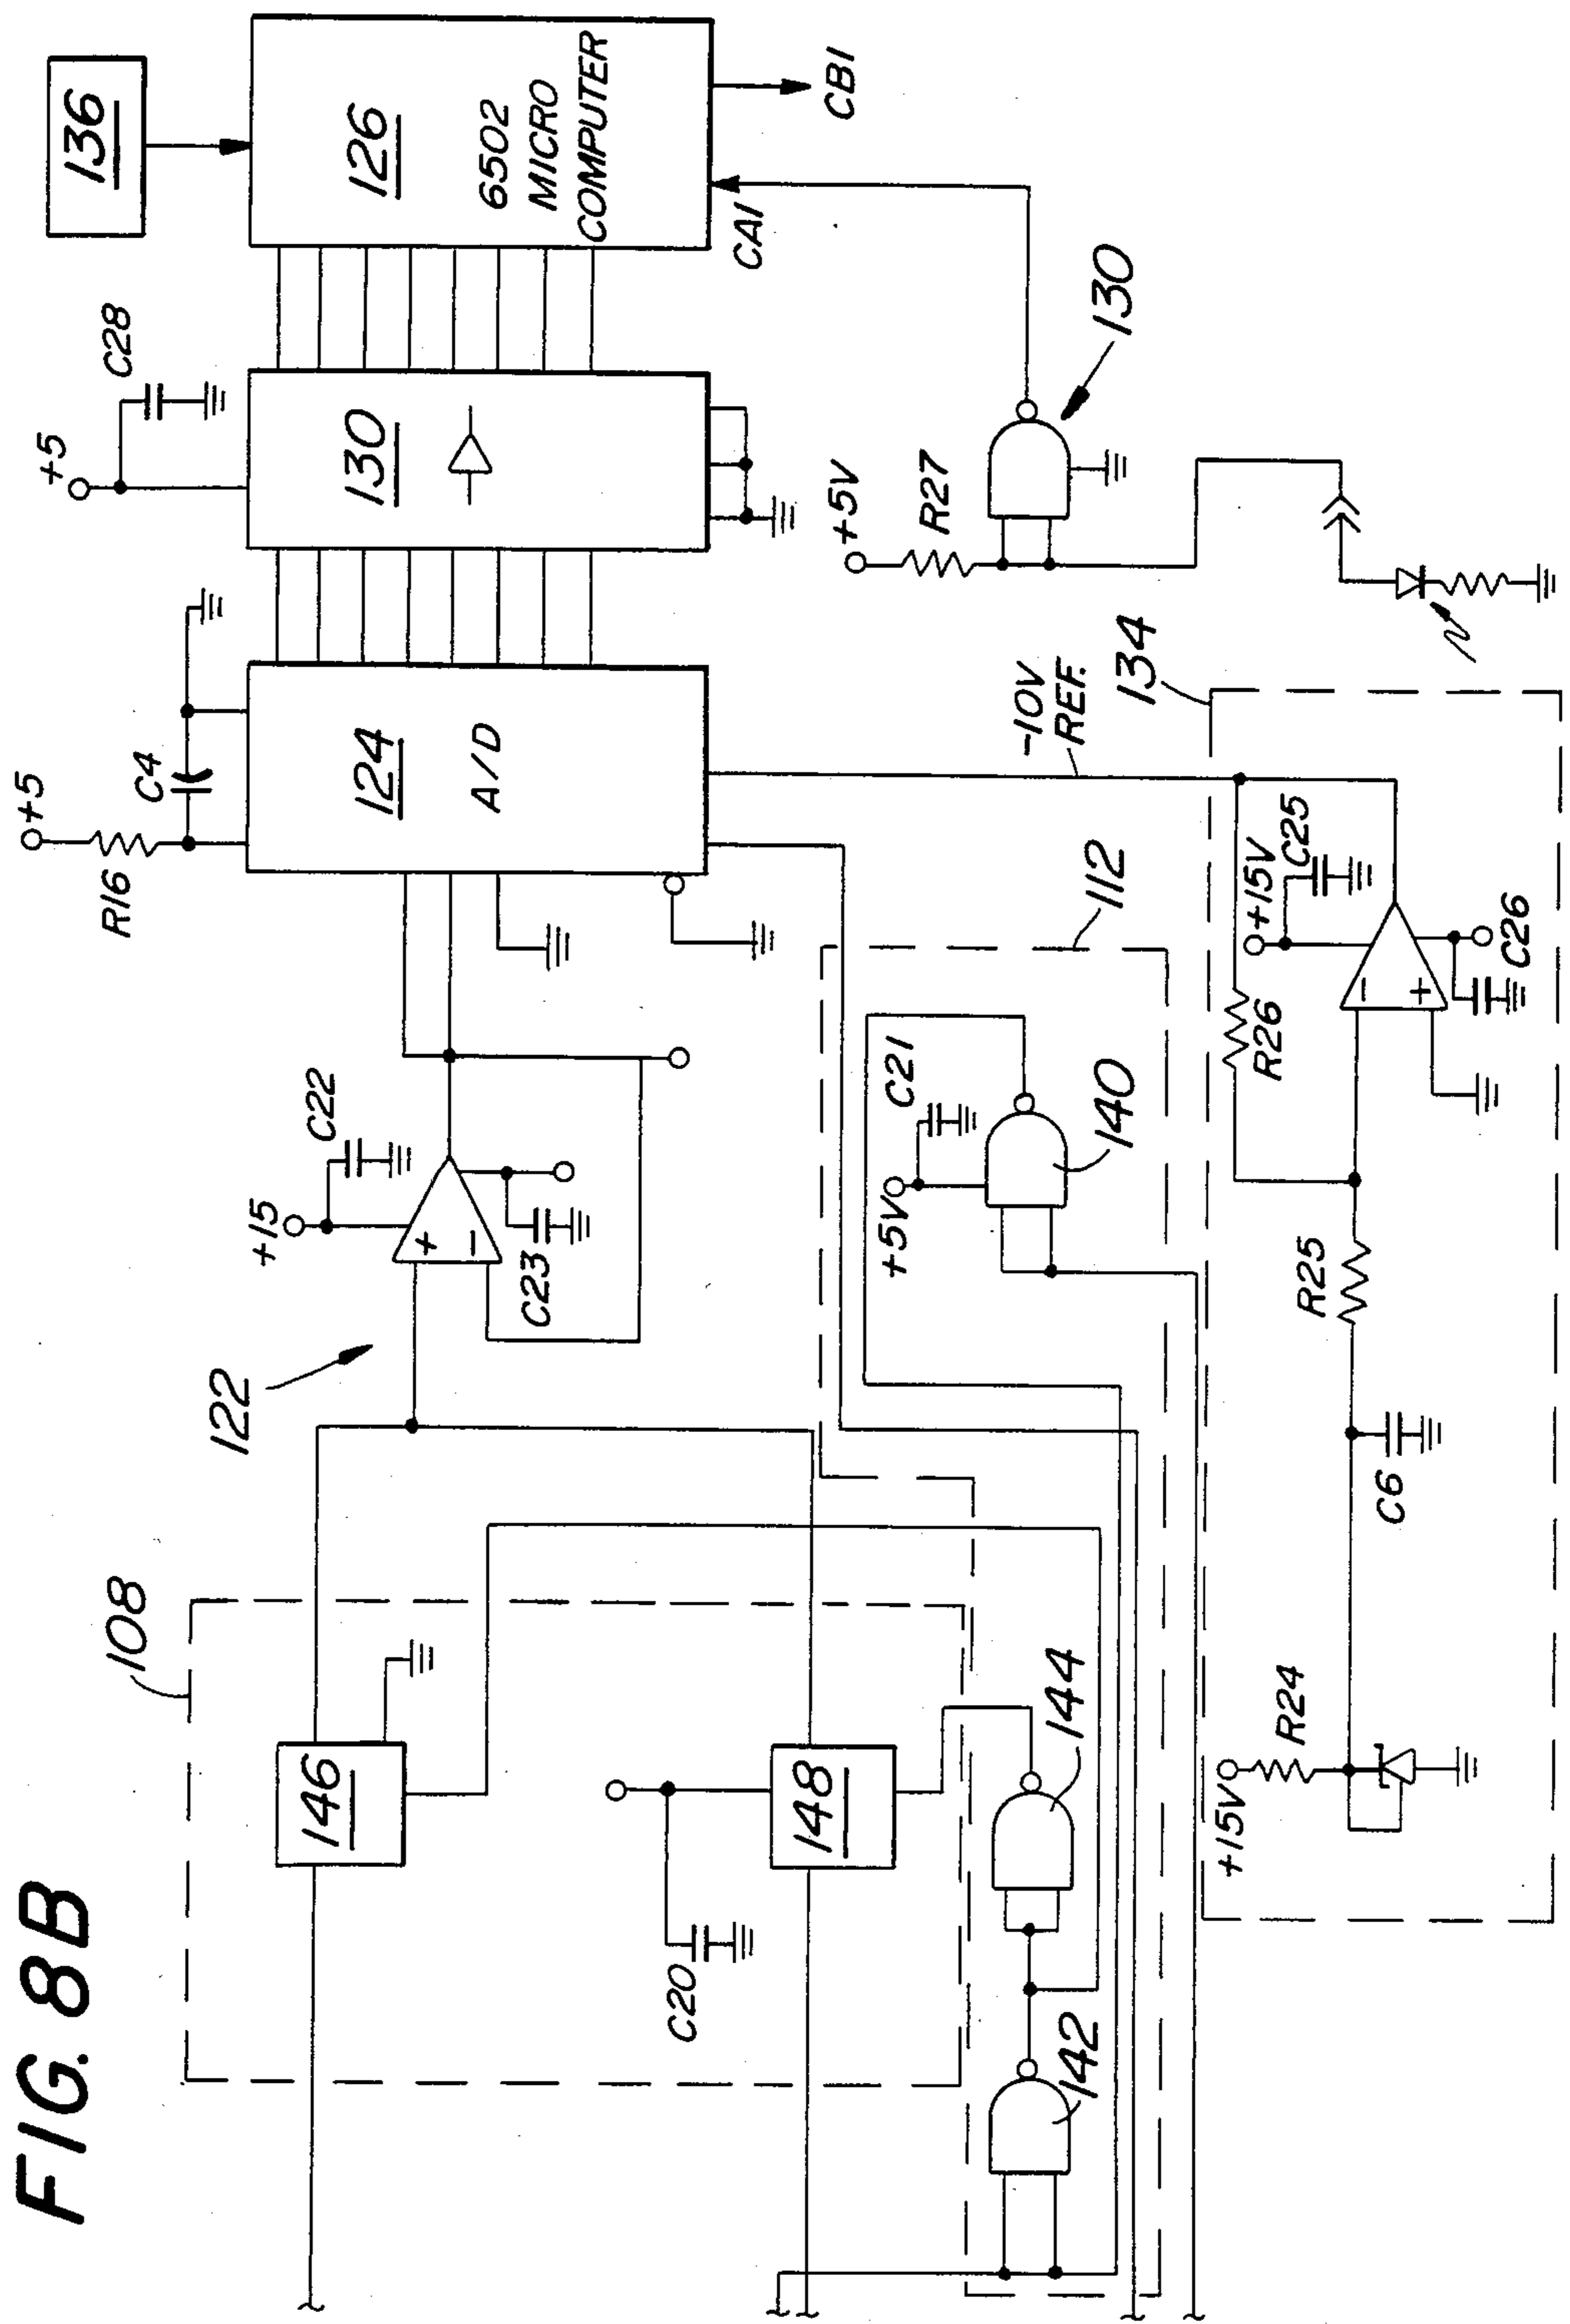 FIG. 8B
108
146
C20
148
142
144
R24
+15V
C6
R25
R26
+15V
C25
C26
134
-10V
REF.
122
+15
C22
C23
+5V
C21
140
112
+5
R16
C4
124
A/D
+5
C28
130
+5V
R27
130
136
126
6502
MICRO
COMPUTER
CA1
CB1